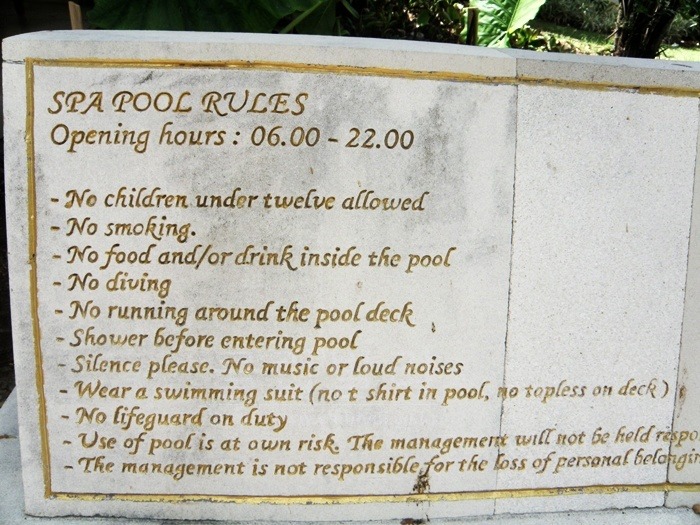 SPA POOL RULES
Opening hours : 06.00 - 22.00
- No children under twelve allowed
- No smoking.
- No food and/or drink inside the pool
- No diving
- No running around the pool deck
- Shower before entering pool
- Silence please. No music or loud noises
- Wear a swimming suit (no t shirt in pool, no topless on deck )
- No lifeguard on duty
- Use of pool is at own risk. The management will not be held
- The management is not responsible for the loss of personal